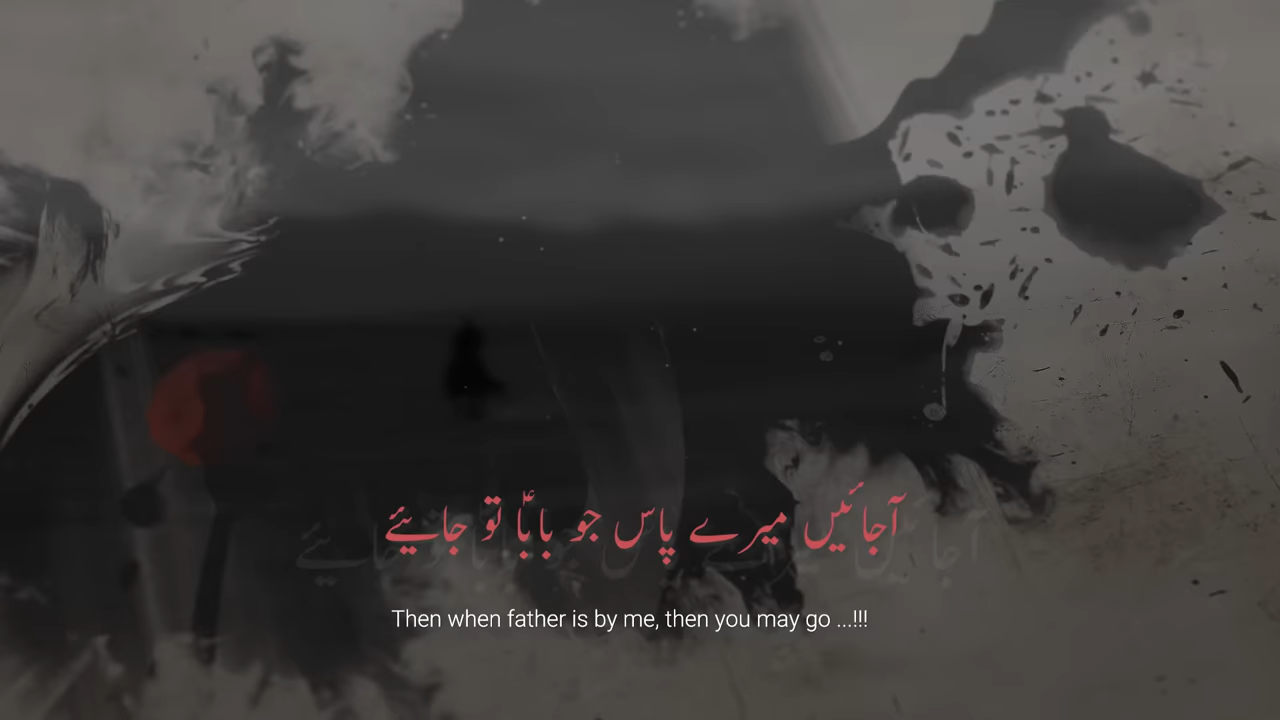 آجائیں میرے پاس جو باباؑ تو جایئے
Then when father is by me, then you may go ...!!!